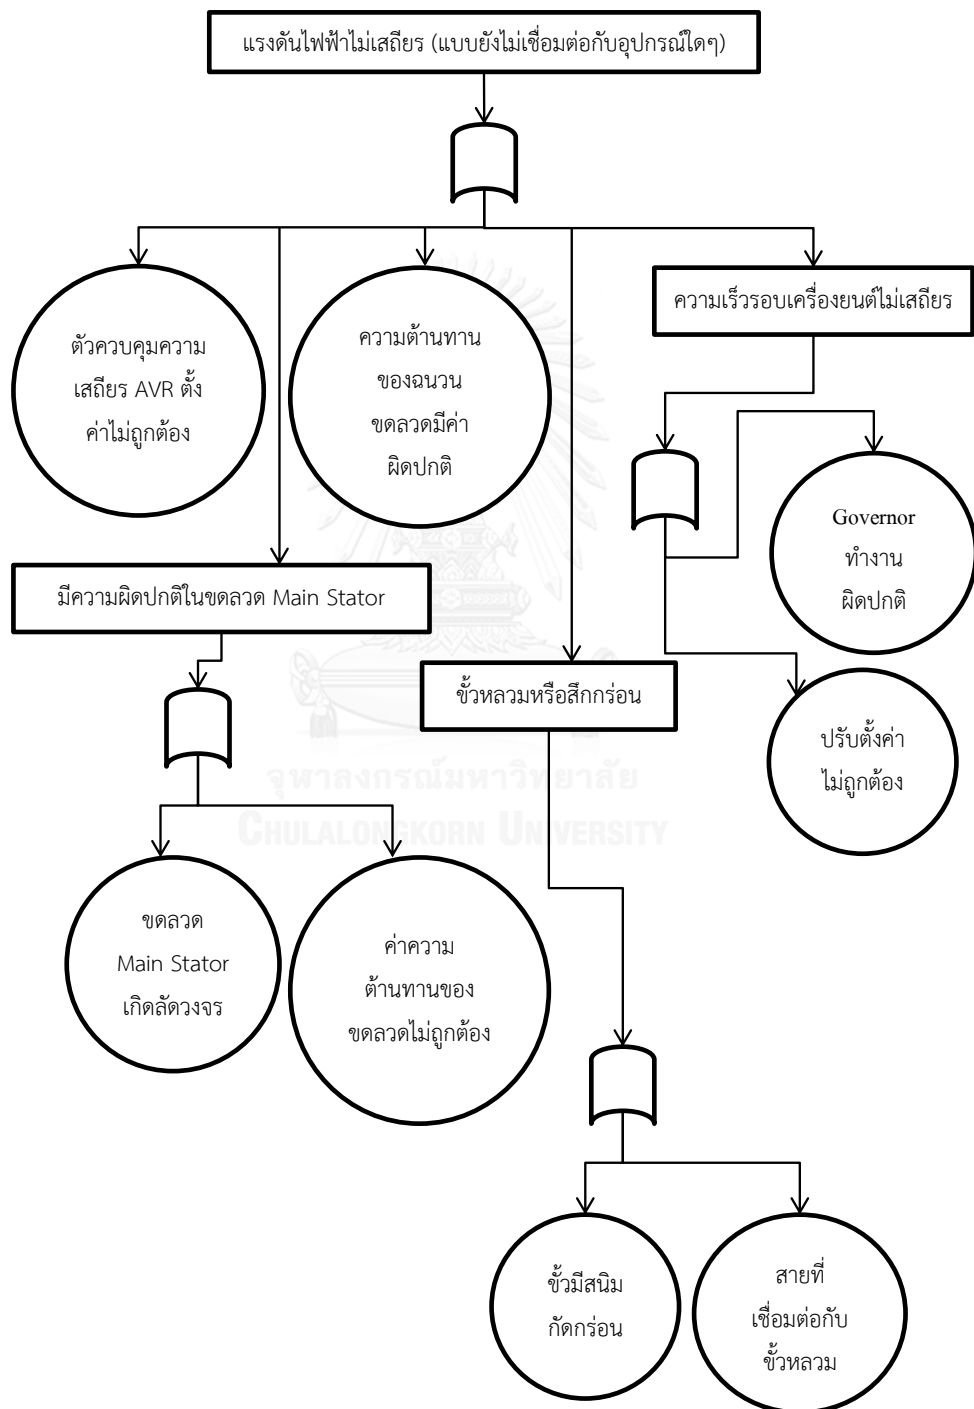 แรงดันไฟฟ้าไม่เสถียร (แบบยังไม่เชื่อมต่อกับอุปกรณ์ใดๆ)
ความเร็วรอบเครื่องยนต์ไม่เสถียร
ตัวควบคุมความ
เสถียร AVR ตั้ง
ค่าไม่ถูกต้อง
ความต้านทาน
ของฉนวน
ขดลวดมีค่า
ผิดปกติ
Governor
ทำงาน
ผิดปกติ
มีความผิดปกติในขดลวด Main Stator
ขั้วหลวมหรือสึกกร่อน
ปรับตั้งค่า
ไม่ถูกต้อง
จุฬาลงกรณ์มหาวิทยาลัย
CHULALONGKORN UNIVERSITY
ขดลวด
Main Stator
เกิดลัดวงจร
ค่าความ
ต้านทานของ
ขดลวดไม่ถูกต้อง
ขั้วมีสนิม
กัดกร่อน
สายที่
เชื่อมต่อกับ
ขั้วหลวม